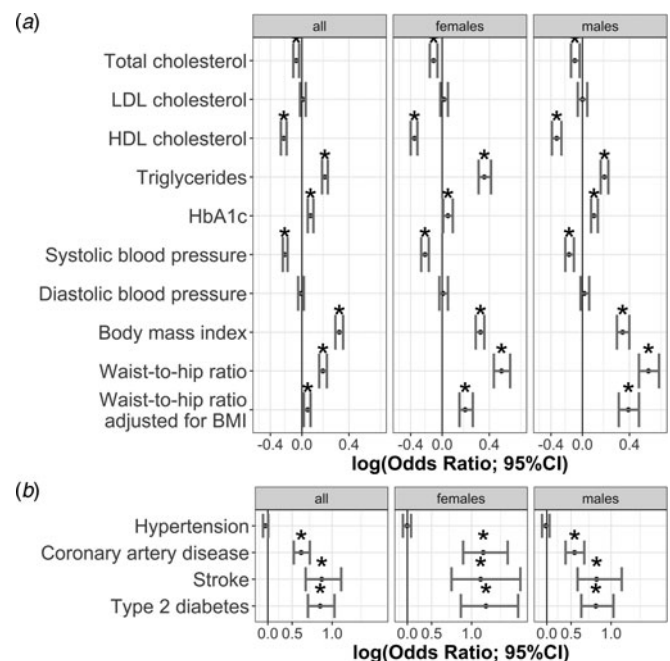 (a)
all females males
Total cholesterol
LDL cholesterol
HDL cholesterol
Triglycerides
HbA1c
Systolic blood pressure
Diastolic blood pressure
Body mass index
Waist-to-hip ratio
Waist-to-hip ratio
adjusted for BMI
* * *
* * *
* * *
* * *
* * *
* * *
* * *
* * *
-0.4 0.0 0.4 -0.4 0.0 0.4 -0.4 0.0 0.4
log(Odds Ratio; 95%CI)
(b)
all females males
Hypertension
Coronary artery disease
Stroke
Type 2 diabetes
* * *
* * *
* * *
0.0 0.5 1.0 0.0 0.5 1.0 0.0 0.5 1.0
log(Odds Ratio; 95%CI)